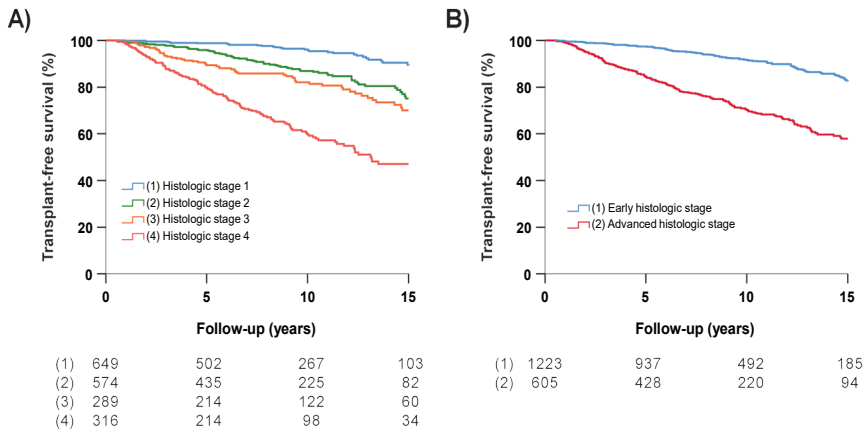 A)
Transplant-free survival (%)
100
80
60
40
20
0
(1) Histologic stage 1
(2) Histologic stage 2
(3) Histologic stage 3
(4) Histologic stage 4
0 5 10 15
Follow-up (years)
(1) 649 502 267 103
(2) 574 435 225 82
(3) 289 214 122 60
(4) 316 214 98 34
B)
Transplant-free survival (%)
100
80
60
40
20
0
(1) Early histologic stage
(2) Advanced histologic stage
0 5 10 15
Follow-up (years)
(1) 1223 937 492 185
(2) 605 428 220 94